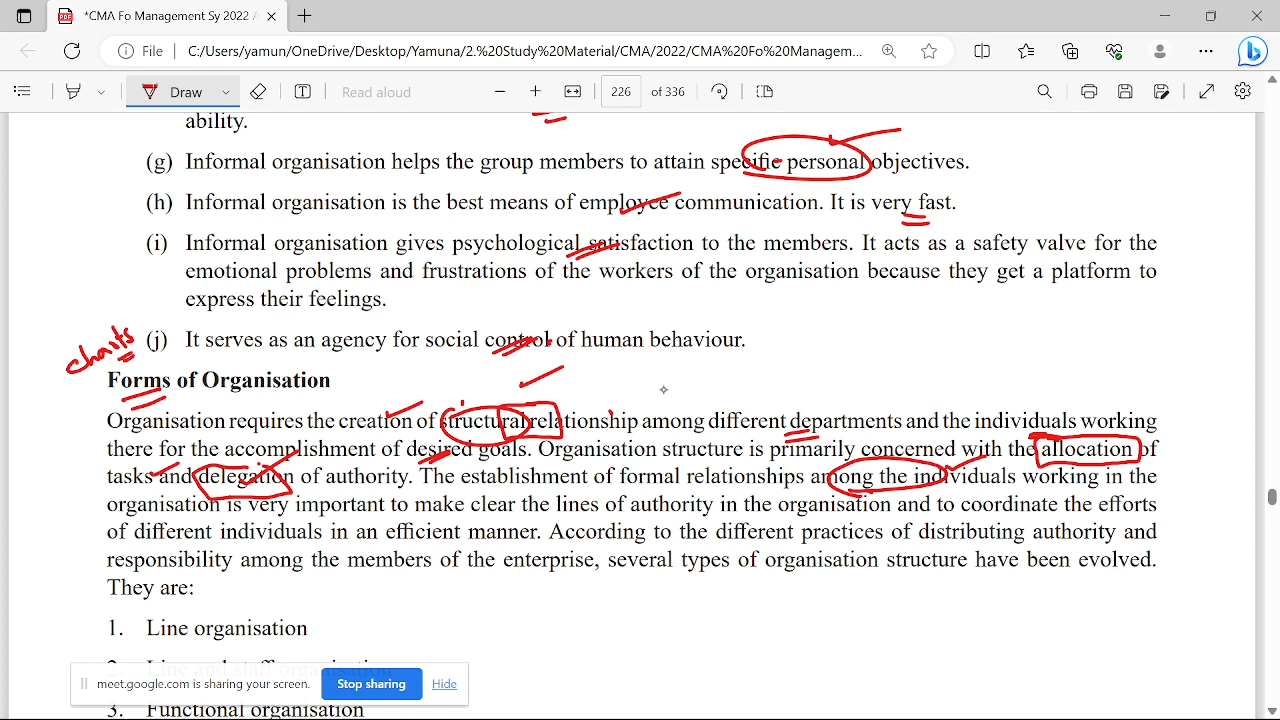 *CMA Fo Management Sy 2022 A
File
C:/Users/yamun/OneDrive/Desktop/Yamuna/2.%20Study%20Material/CMA/2022/CMA%20Fo%20Managem...
Draw
Read aloud
226 of 336
ability.
(g) Informal organisation helps the group members to attain specific personal objectives.
(h) Informal organisation is the best means of employee communication. It is very fast.
(i) Informal organisation gives psychological satisfaction to the members. It acts as a safety valve for the
emotional problems and frustrations of the workers of the organisation because they get a platform to
express their feelings.
charts
(j) It serves as an agency for social control of human behaviour.
Forms of Organisation
Organisation requires the creation of structural relationship among different departments and the individuals working
there for the accomplishment of desired goals. Organisation structure is primarily concerned with the allocation of
tasks and delegation of authority. The establishment of formal relationships among the individuals working in the
organisation is very important to make clear the lines of authority in the organisation and to coordinate the efforts
of different individuals in an efficient manner. According to the different practices of distributing authority and
responsibility among the members of the enterprise, several types of organisation structure have been evolved.
They are:
1. Line organisation
2. Line and staff organisation
meet.google.com is sharing your screen. Stop sharing Hide
3. Functional organisation